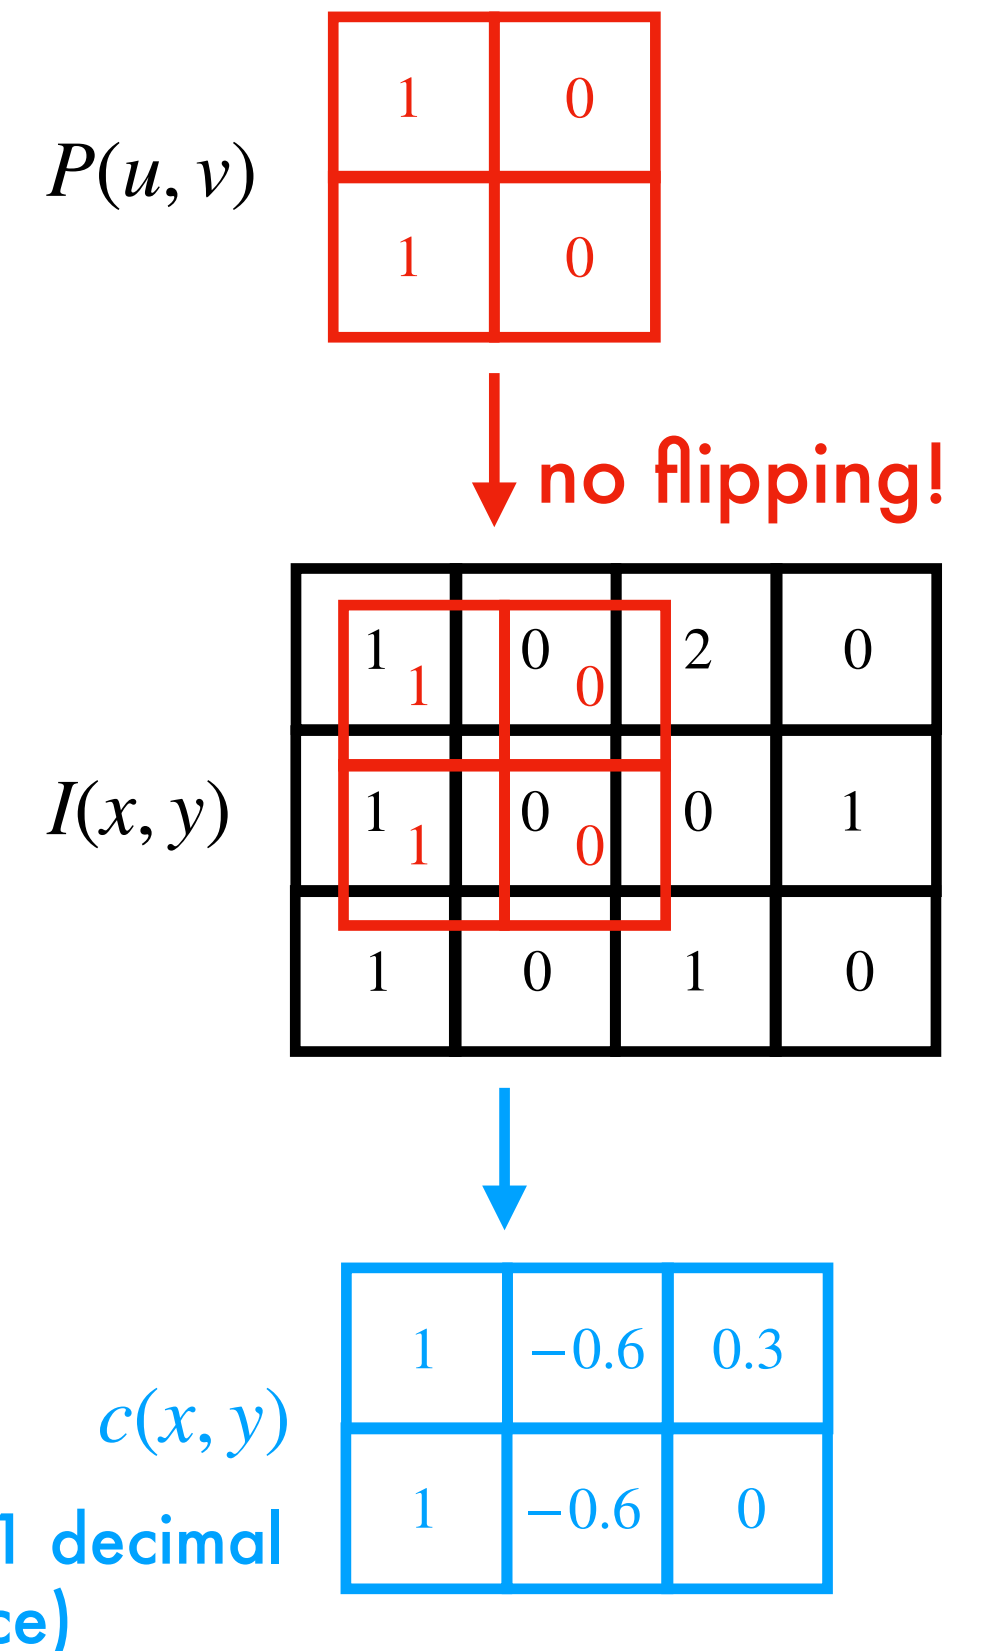 1 0
P(u, v)
1 0
no flipping!
1 1 0 0 2 0
I(x, y)
1 1 0 0 0 1
1 0 1 0
1 −0.6 0.3
c(x, y)
1 −0.6 0
1 decimal